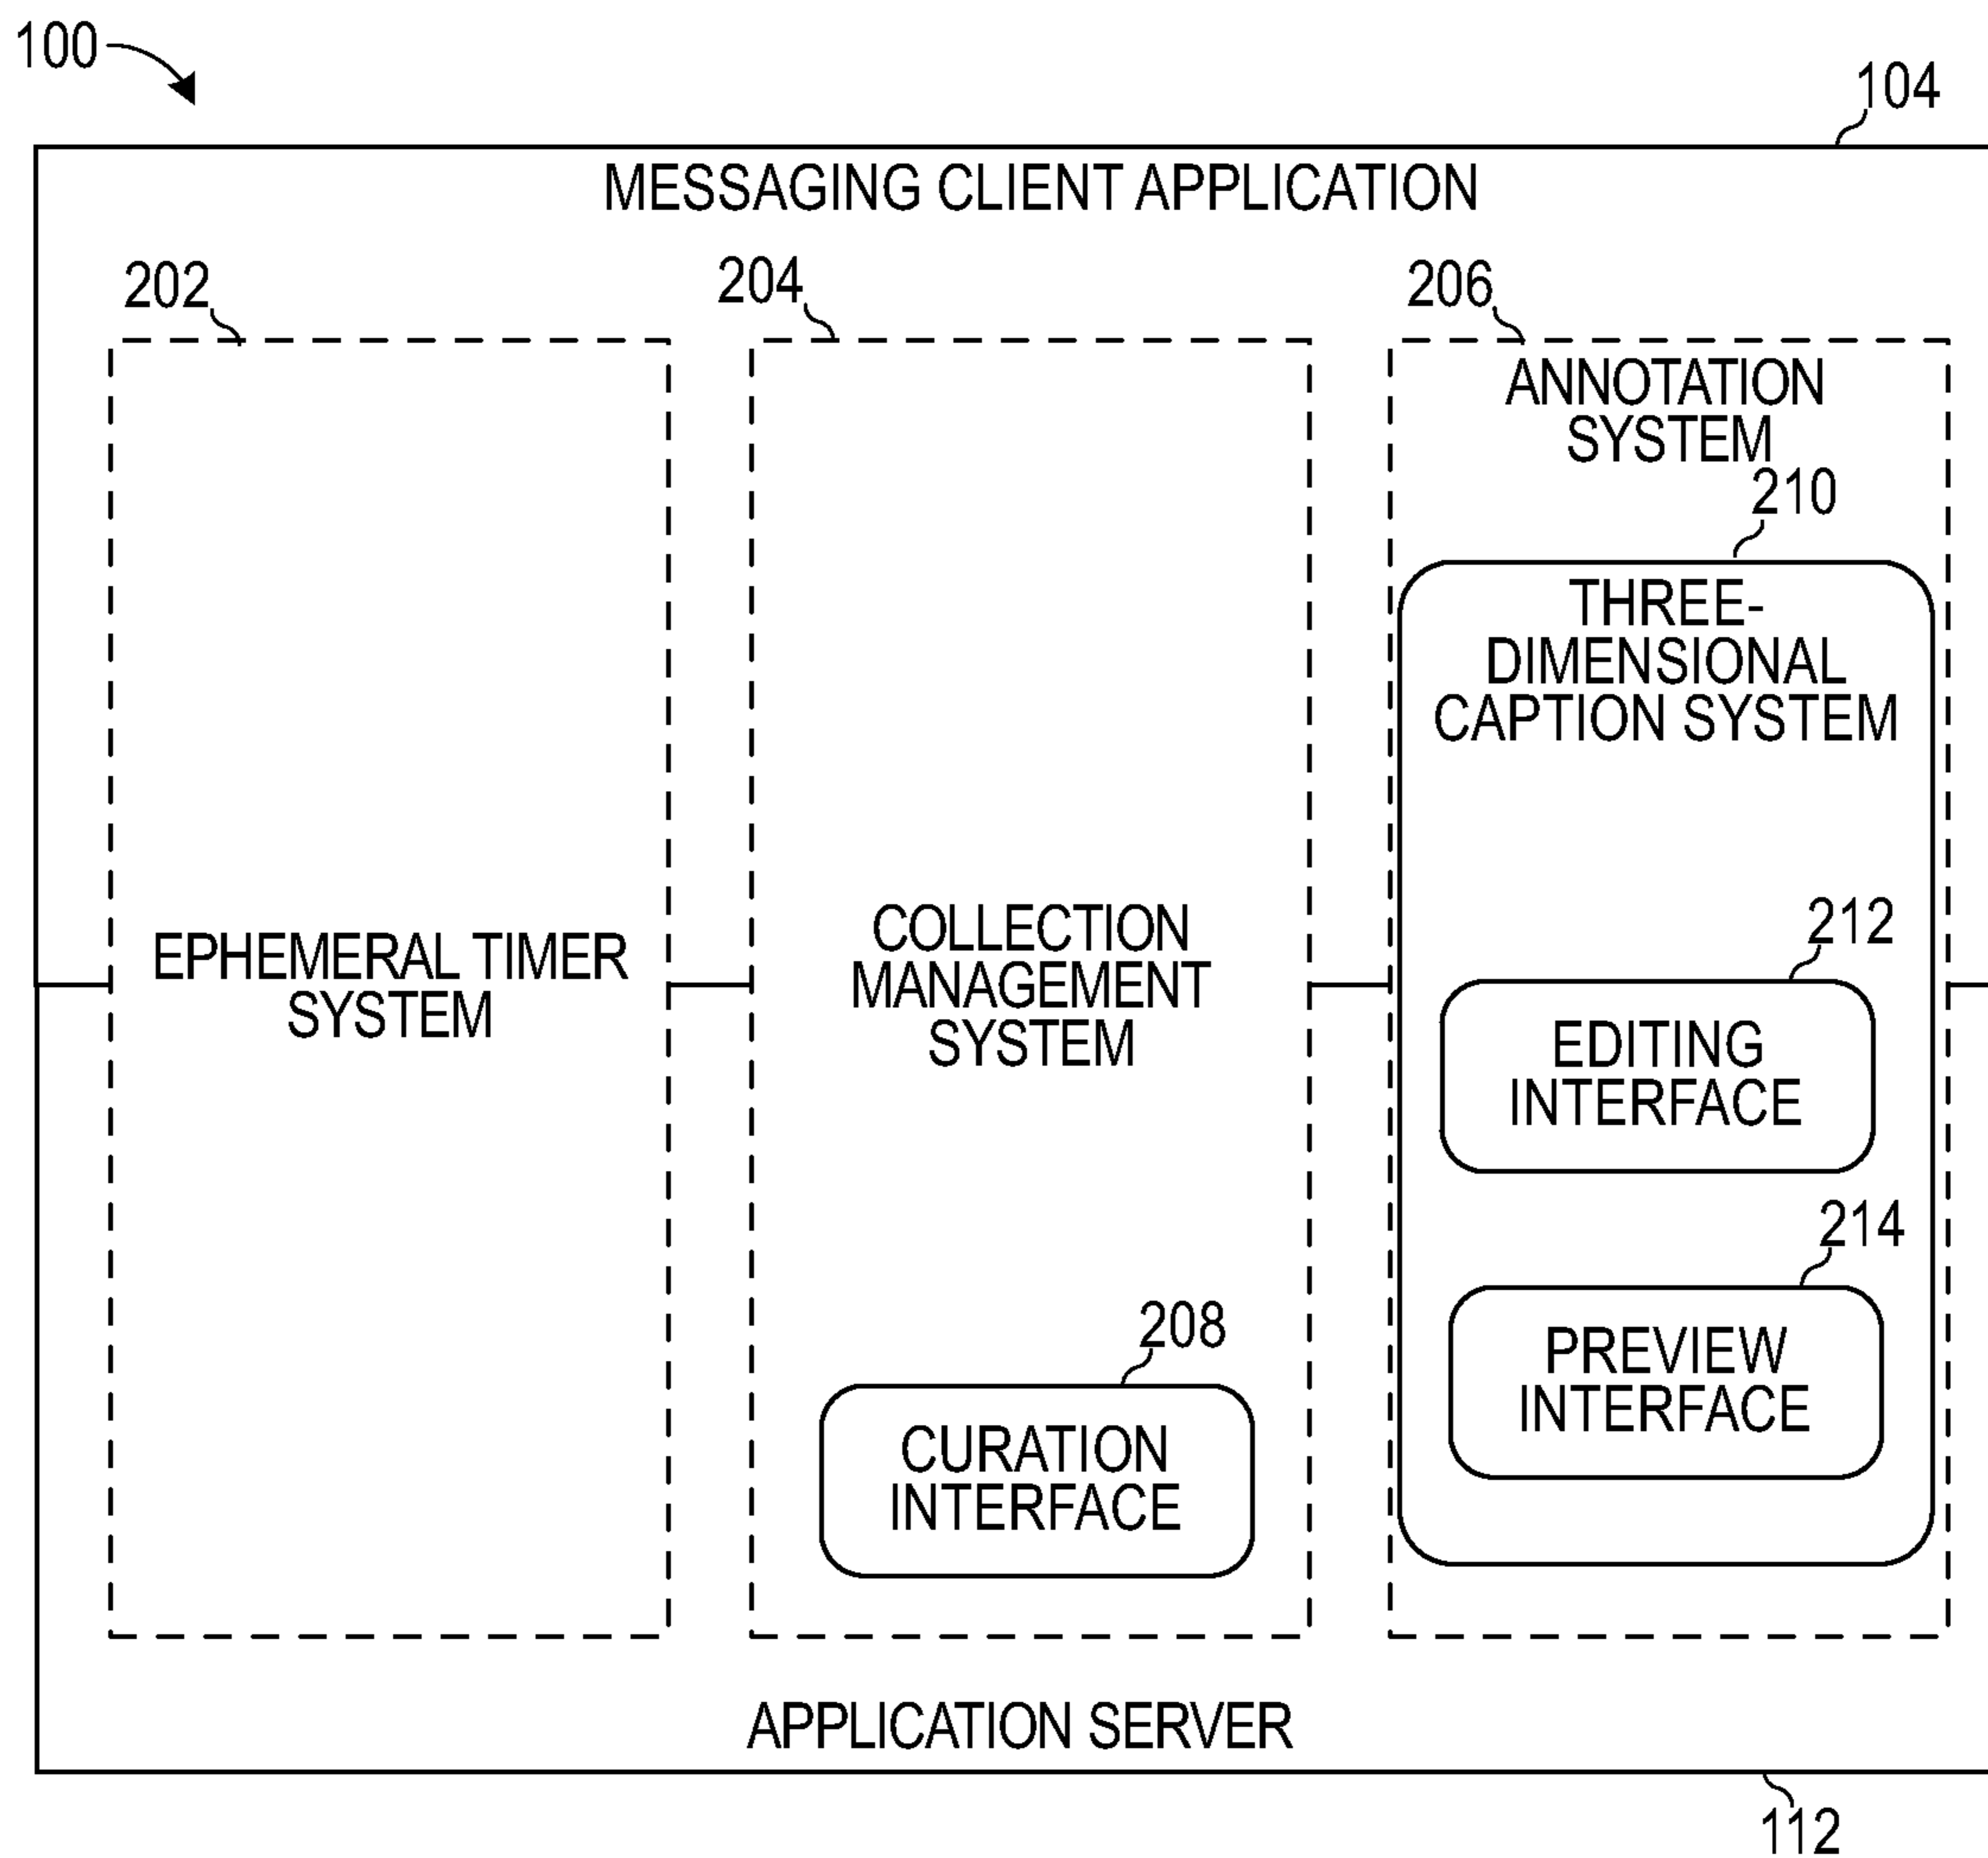 100
104
MESSAGING CLIENT APPLICATION
202
204
206
ANNOTATION
SYSTEM
210
THREE-
DIMENSIONAL
CAPTION SYSTEM
EPHEMERAL TIMER
SYSTEM
COLLECTION
MANAGEMENT
SYSTEM
212
EDITING
INTERFACE
214
PREVIEW
INTERFACE
208
CURATION
INTERFACE
APPLICATION SERVER
112